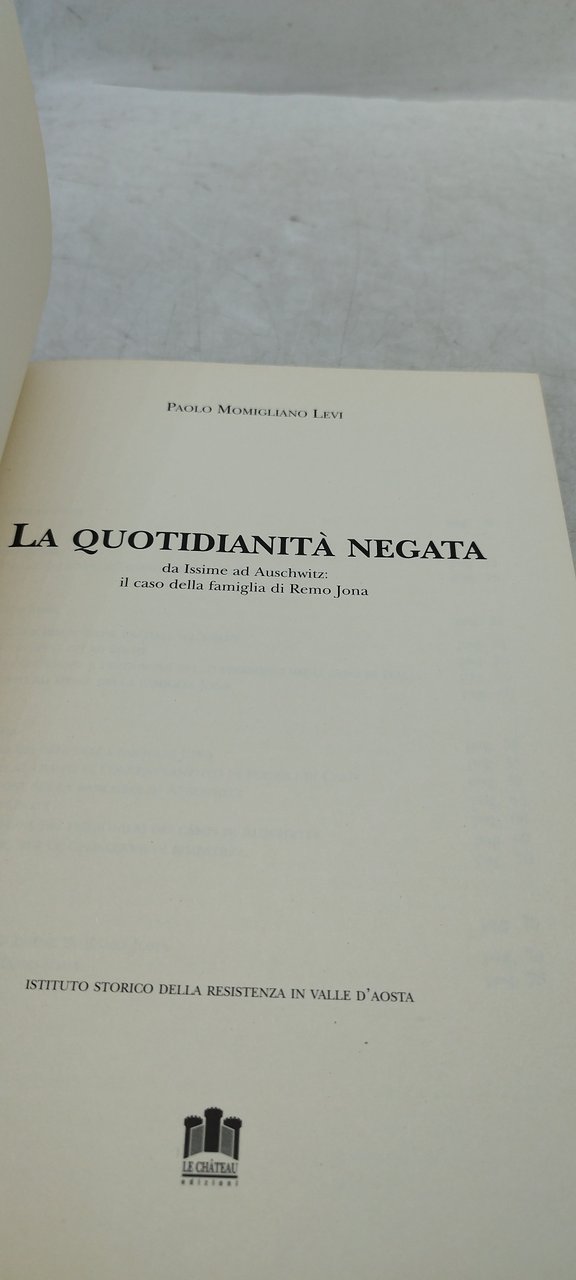 PAOLO MOMIGLIANO LEVI
LA QUOTIDIANITÀ NEGATA
da Issime ad Auschwitz:
il caso della famiglia di Remo Jona
ISTITUTO STORICO DELLA RESISTENZA IN VALLE D'AOSTA
LE CHÂTEAU
edizioni